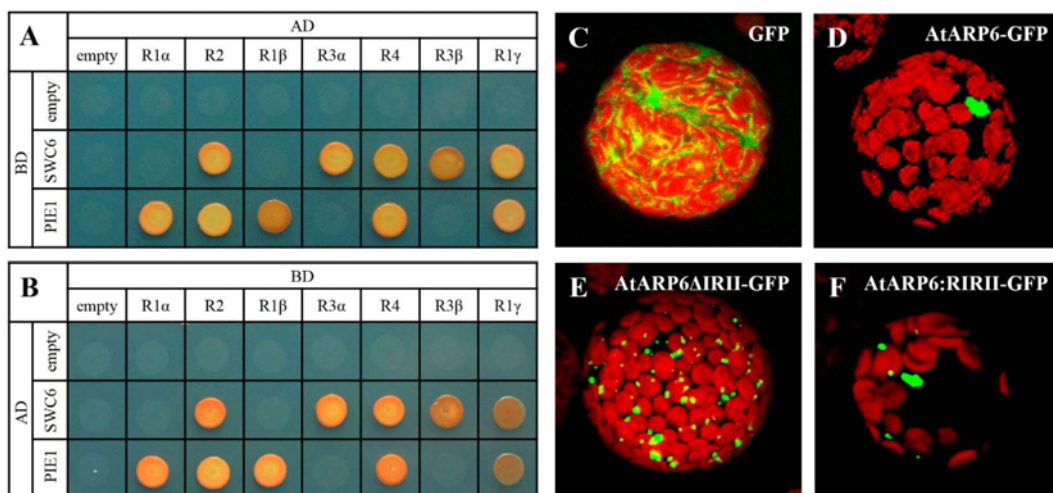 A
AD
empty R1α R2 R1β R3α R4 R3β R1γ
BD
empty
SWC6
PIE1
B
BD
empty R1α R2 R1β R3α R4 R3β R1γ
AD
empty
SWC6
PIE1
C GFP
D AtARP6-GFP
E AtARP6ΔIRII-GFP
F AtARP6:RIRII-GFP